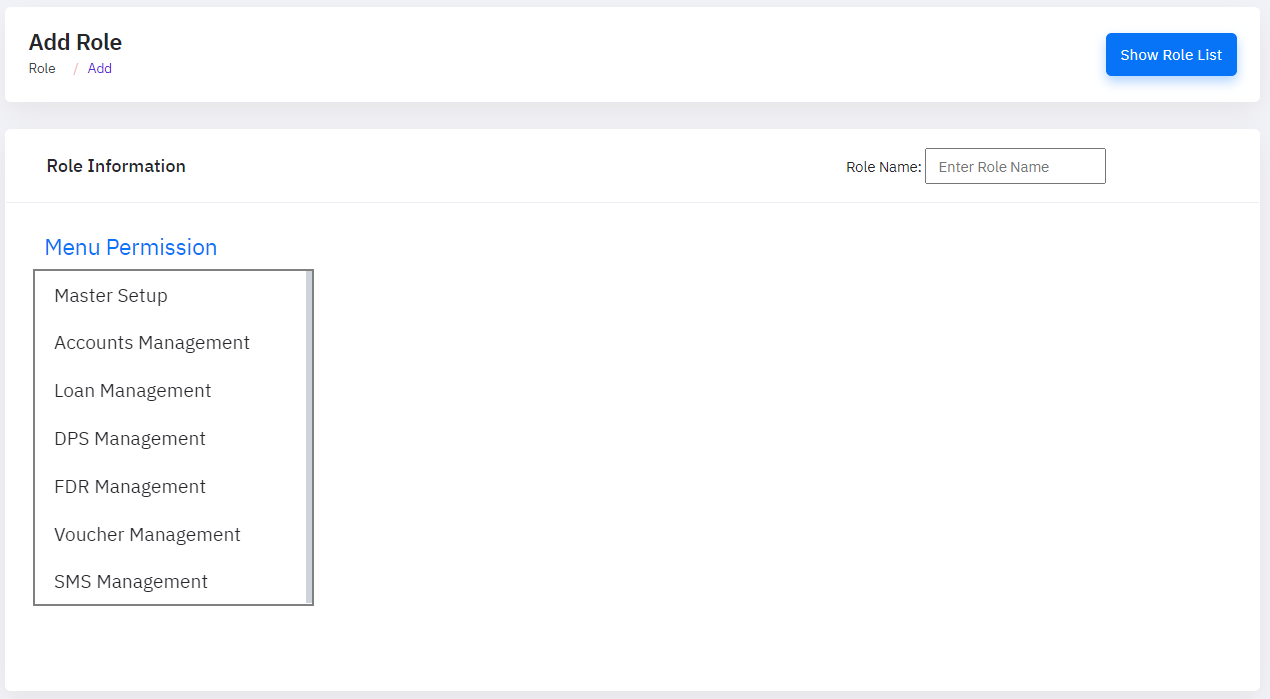 Add Role
Role / Add
Show Role List
Role Information
Role Name: Enter Role Name
Menu Permission
Master Setup
Accounts Management
Loan Management
DPS Management
FDR Management
Voucher Management
SMS Management